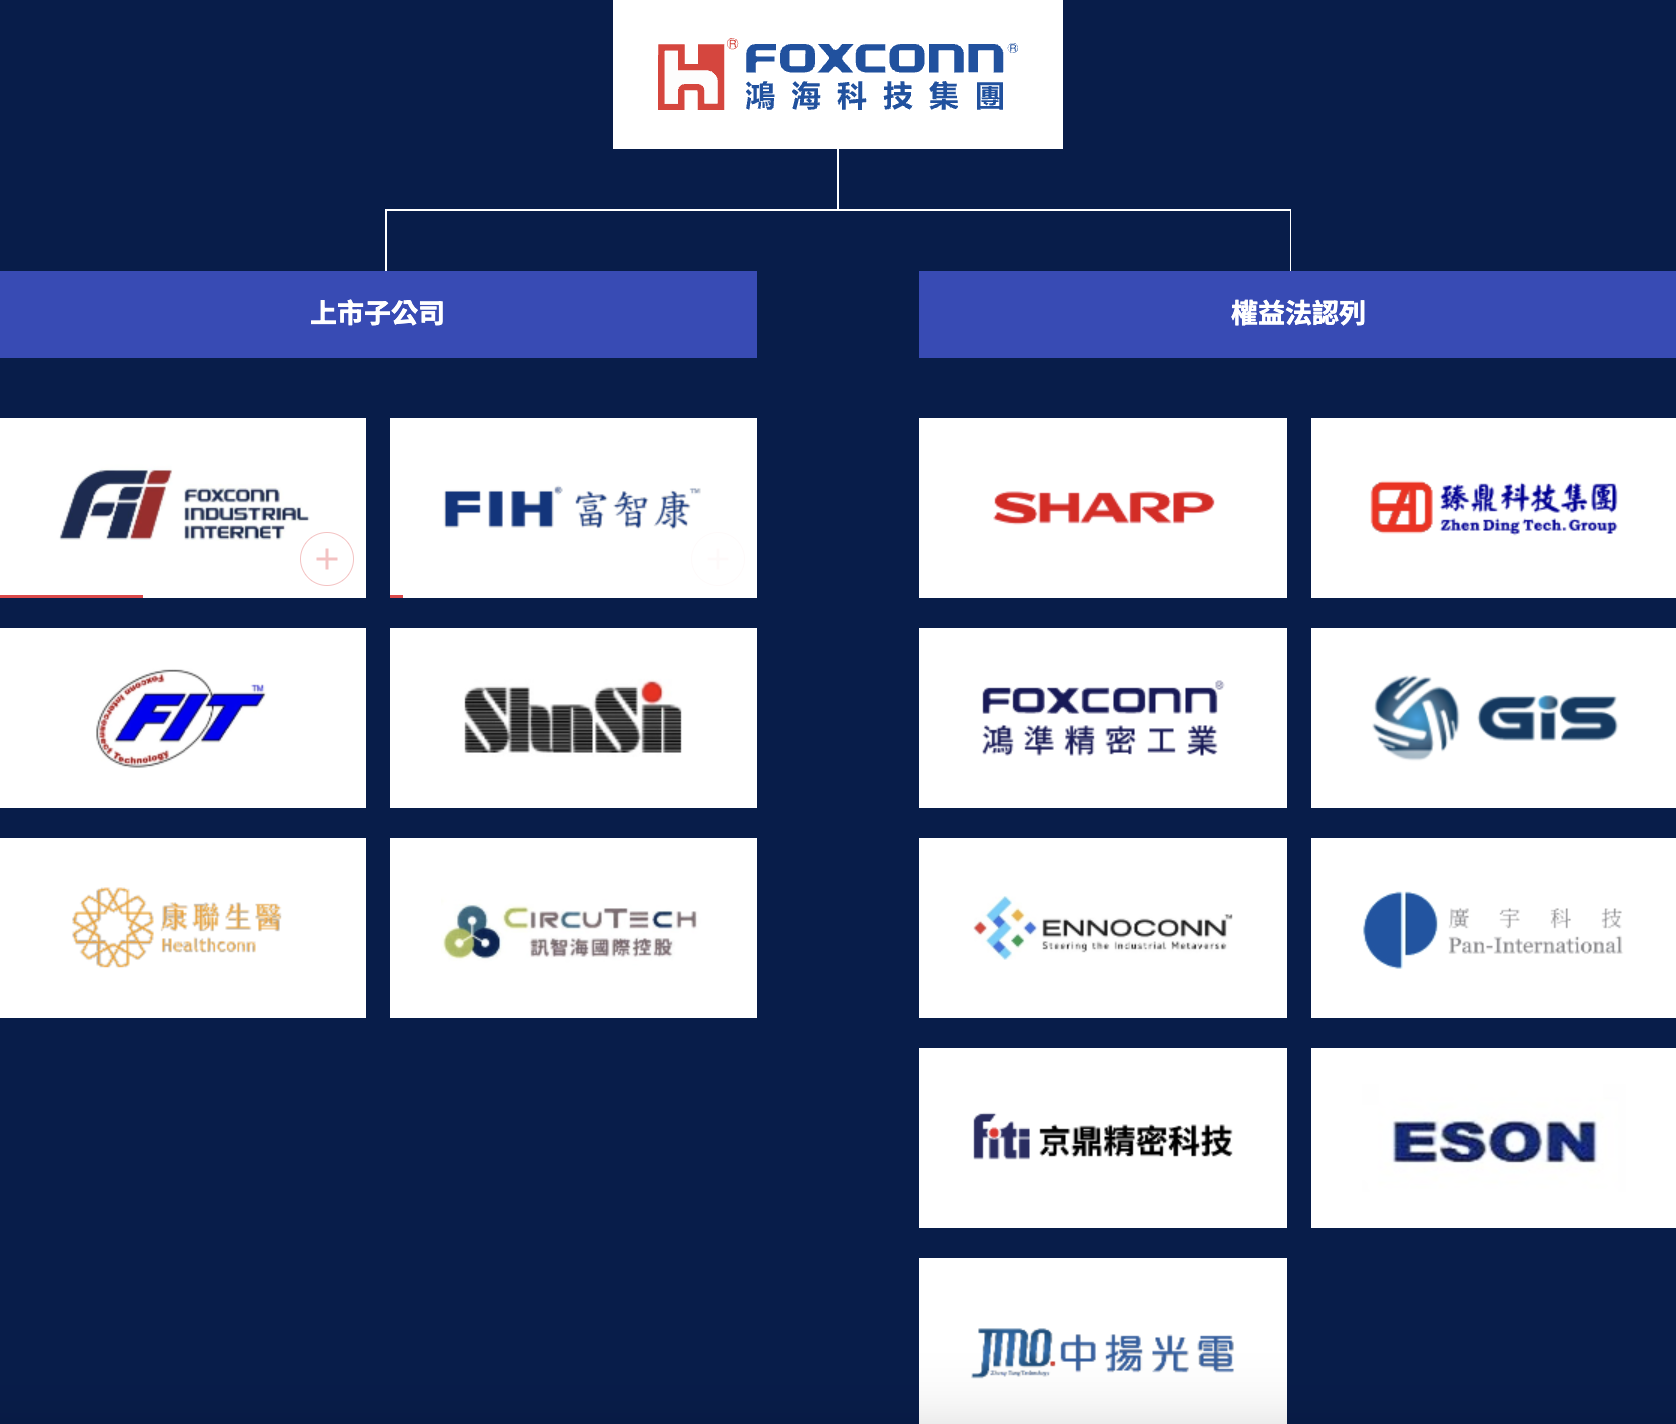 FOXCONN®
鴻海科技集團
上市子公司
權益法認列
FOXCONN
INDUSTRIAL
INTERNET
FIH® 富智康™
SHARP
臻鼎科技集團
Zhen Ding Tech. Group
Foxconn Interconnect Technology
FIT™
ShunSin
FOXCONN®
鴻準精密工業
GiS
康聯生醫
Healthconn
CIRCUTECH
訊智海國際控股
ENNOCONN™
Steering the Industrial Metaverse
廣宇科技
Pan-International
fiti 京鼎精密科技
ESON
JMO 中揚光電
Zhong Yang Technology